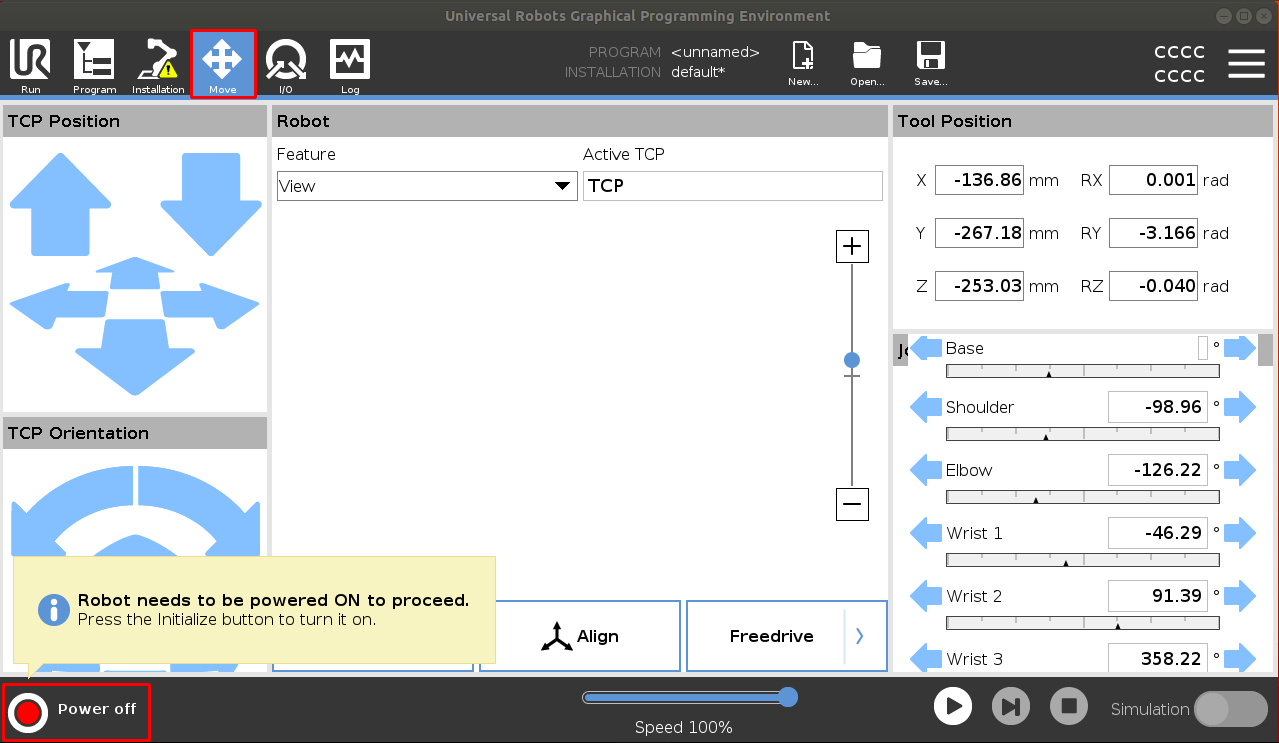 Universal Robots Graphical Programming Environment
Run
Program
Installation
Move
I/O
Log
PROGRAM <unnamed>
INSTALLATION default*
New...
Open...
Save...
CCCC
CCCC
TCP Position
Robot
Feature
Active TCP
View
TCP
Tool Position
X -136.86 mm RX 0.001 rad
Y -267.18 mm RY -3.166 rad
Z -253.03 mm RZ -0.040 rad
Base °
Shoulder -98.96 °
Elbow -126.22 °
Wrist 1 -46.29 °
Wrist 2 91.39 °
Wrist 3 358.22 °
TCP Orientation
Robot needs to be powered ON to proceed.
Press the Initialize button to turn it on.
Align
Freedrive
Power off
Speed 100%
Simulation